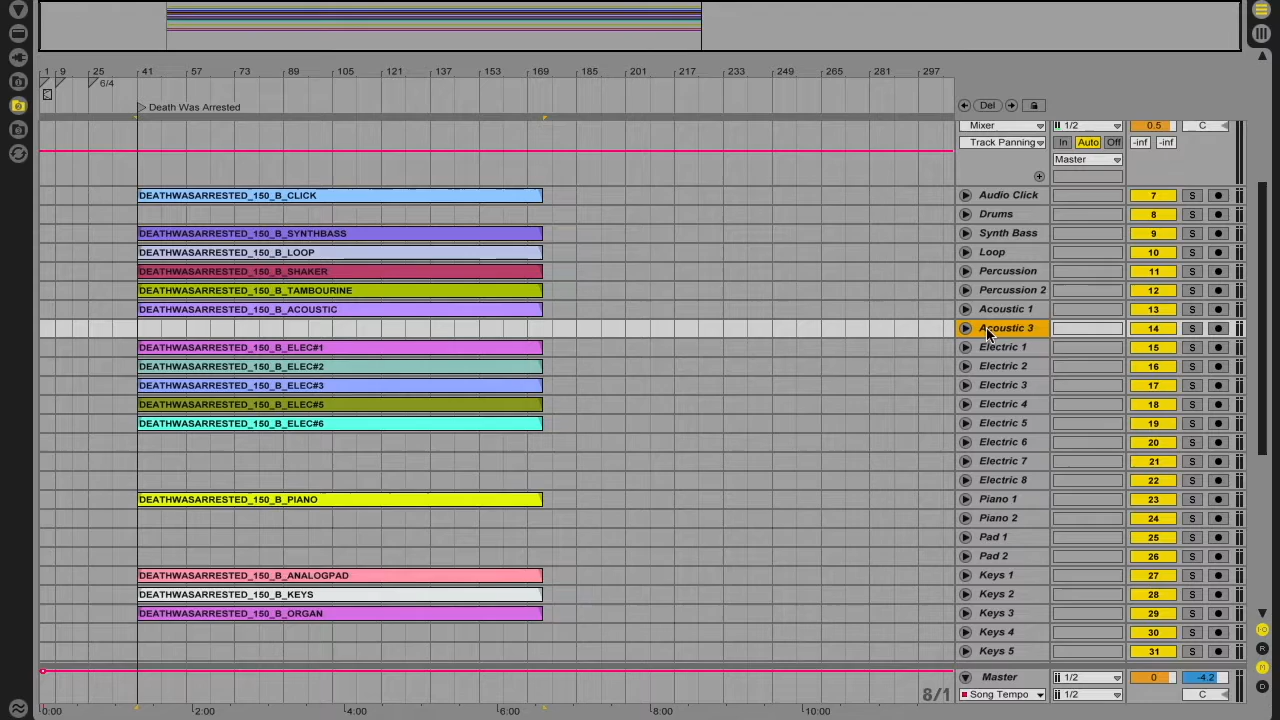 1 9 25 41 57 73 89 105 121 137 153 169 185 201 217 233 249 265 281 297
6/4
Death Was Arrested
Del
Mixer 1/2 0.5 C
Track Panning In Auto Off -inf -inf
Master
DEATHWASARRESTED_150_B_CLICK Audio Click 7 S
Drums 8 S
DEATHWASARRESTED_150_B_SYNTHBASS Synth Bass 9 S
DEATHWASARRESTED_150_B_LOOP Loop 10 S
DEATHWASARRESTED_150_B_SHAKER Percussion 11 S
DEATHWASARRESTED_150_B_TAMBOURINE Percussion 2 12 S
DEATHWASARRESTED_150_B_ACOUSTIC Acoustic 1 13 S
Acoustic 3 14 S
DEATHWASARRESTED_150_B_ELEC#1 Electric 1 15 S
DEATHWASARRESTED_150_B_ELEC#2 Electric 2 16 S
DEATHWASARRESTED_150_B_ELEC#3 Electric 3 17 S
DEATHWASARRESTED_150_B_ELEC#5 Electric 4 18 S
DEATHWASARRESTED_150_B_ELEC#6 Electric 5 19 S
Electric 6 20 S
Electric 7 21 S
Electric 8 22 S
DEATHWASARRESTED_150_B_PIANO Piano 1 23 S
Piano 2 24 S
Pad 1 25 S
Pad 2 26 S
DEATHWASARRESTED_150_B_ANALOGPAD Keys 1 27 S
DEATHWASARRESTED_150_B_KEYS Keys 2 28 S
DEATHWASARRESTED_150_B_ORGAN Keys 3 29 S
Keys 4 30 S
Keys 5 31 S
Master 1/2 0 -4.2
8/1 Song Tempo 1/2 C
0:00 2:00 4:00 6:00 8:00 10:00
I-O
R
M
D